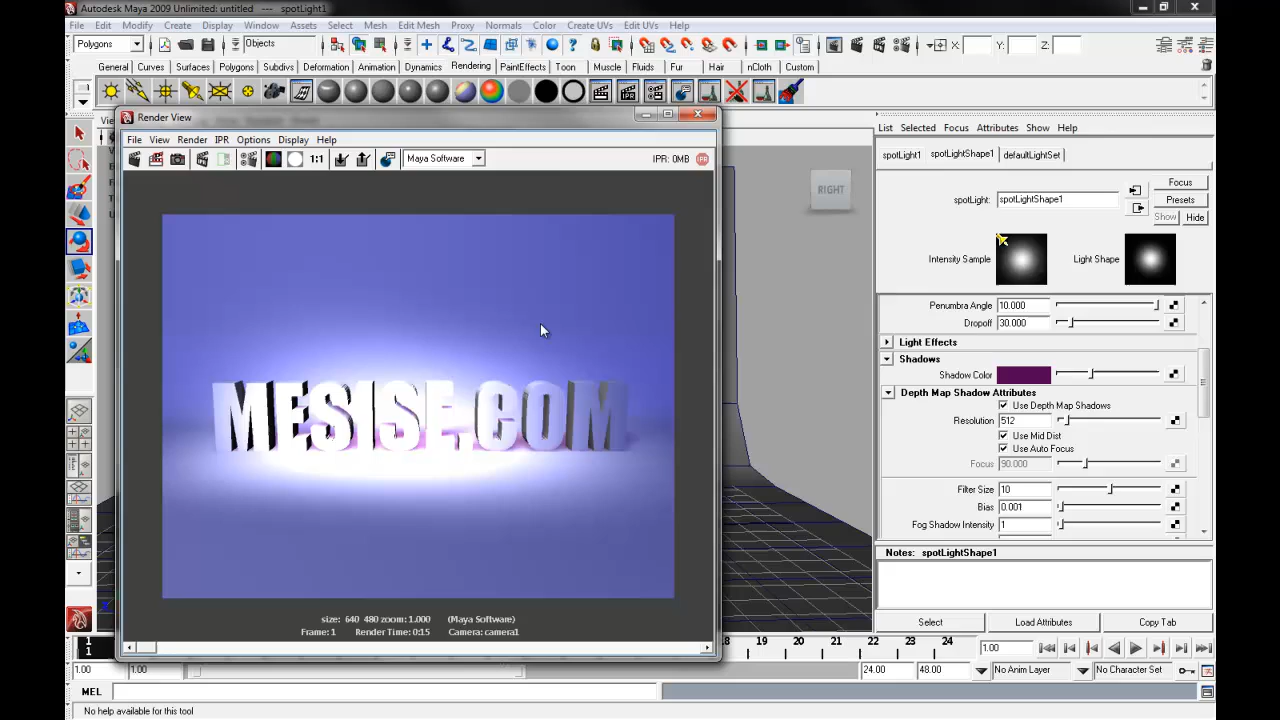 Autodesk Maya 2009 Unlimited: untitled --- spotLight1
File Edit Modify Create Display Window Assets Select Mesh Edit Mesh Proxy Normals Color Create UVs Edit UVs Help
Polygons Objects X: Y: Z:
General Curves Surfaces Polygons Subdivs Deformation Animation Dynamics Rendering PaintEffects Toon Muscle Fluids Fur Hair nCloth Custom
Render View
File View Render IPR Options Display Help
1:1 Maya Software IPR: 0MB IPR
MESISE.COM
size: 640 480 zoom: 1.000 (Maya Software)
Frame: 1 Render Time: 0:15 Camera: camera1
RIGHT
List Selected Focus Attributes Show Help
spotLight1 spotLightShape1 defaultLightSet
Focus
spotLight: spotLightShape1 Presets
Show Hide
Intensity Sample Light Shape
Penumbra Angle 10.000
Dropoff 30.000
Light Effects
Shadows
Shadow Color
Depth Map Shadow Attributes
Use Depth Map Shadows
Resolution 512
Use Mid Dist
Use Auto Focus
Focus 90.000
Filter Size 10
Bias 0.001
Fog Shadow Intensity 1
Notes: spotLightShape1
Select Load Attributes Copy Tab
1 18 19 20 21 22 23 24 1.00
1
1.00 1.00 24.00 48.00 No Anim Layer No Character Set
MEL
No help available for this tool